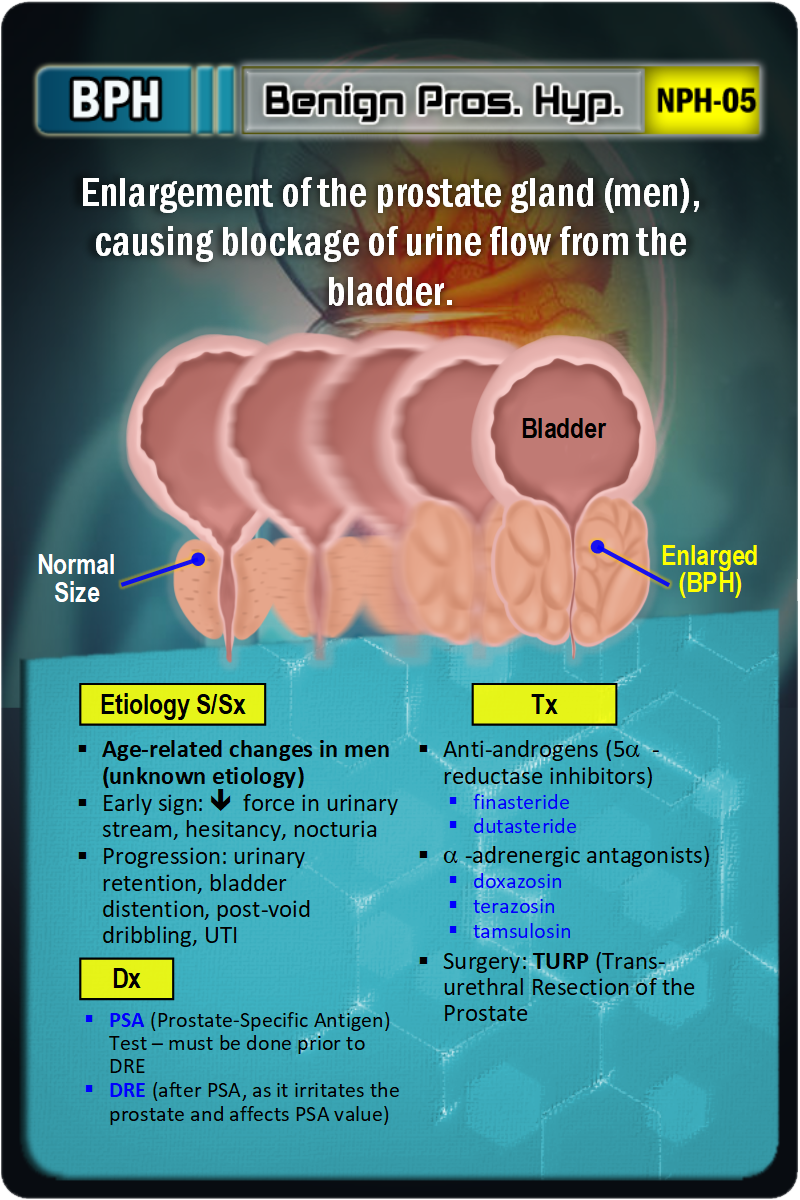 BPH
Benign Pros. Hyp.
NPH-05
Enlargement of the prostate gland (men),
causing blockage of urine flow from the
bladder.
Bladder
Normal
Size
Enlarged
(BPH)
Etiology S/Sx
▪ Age-related changes in men
(unknown etiology)
▪ Early sign: 🡻 force in urinary
stream, hesitancy, nocturia
▪ Progression: urinary
retention, bladder
distention, post-void
dribbling, UTI
Dx
▪ PSA (Prostate-Specific Antigen)
Test – must be done prior to
DRE
▪ DRE (after PSA, as it irritates the
prostate and affects PSA value)
Tx
▪ Anti-androgens (5α -
reductase inhibitors)
▪ finasteride
▪ dutasteride
▪ α -adrenergic antagonists)
▪ doxazosin
▪ terazosin
▪ tamsulosin
▪ Surgery: TURP (Trans-
urethral Resection of the
Prostate